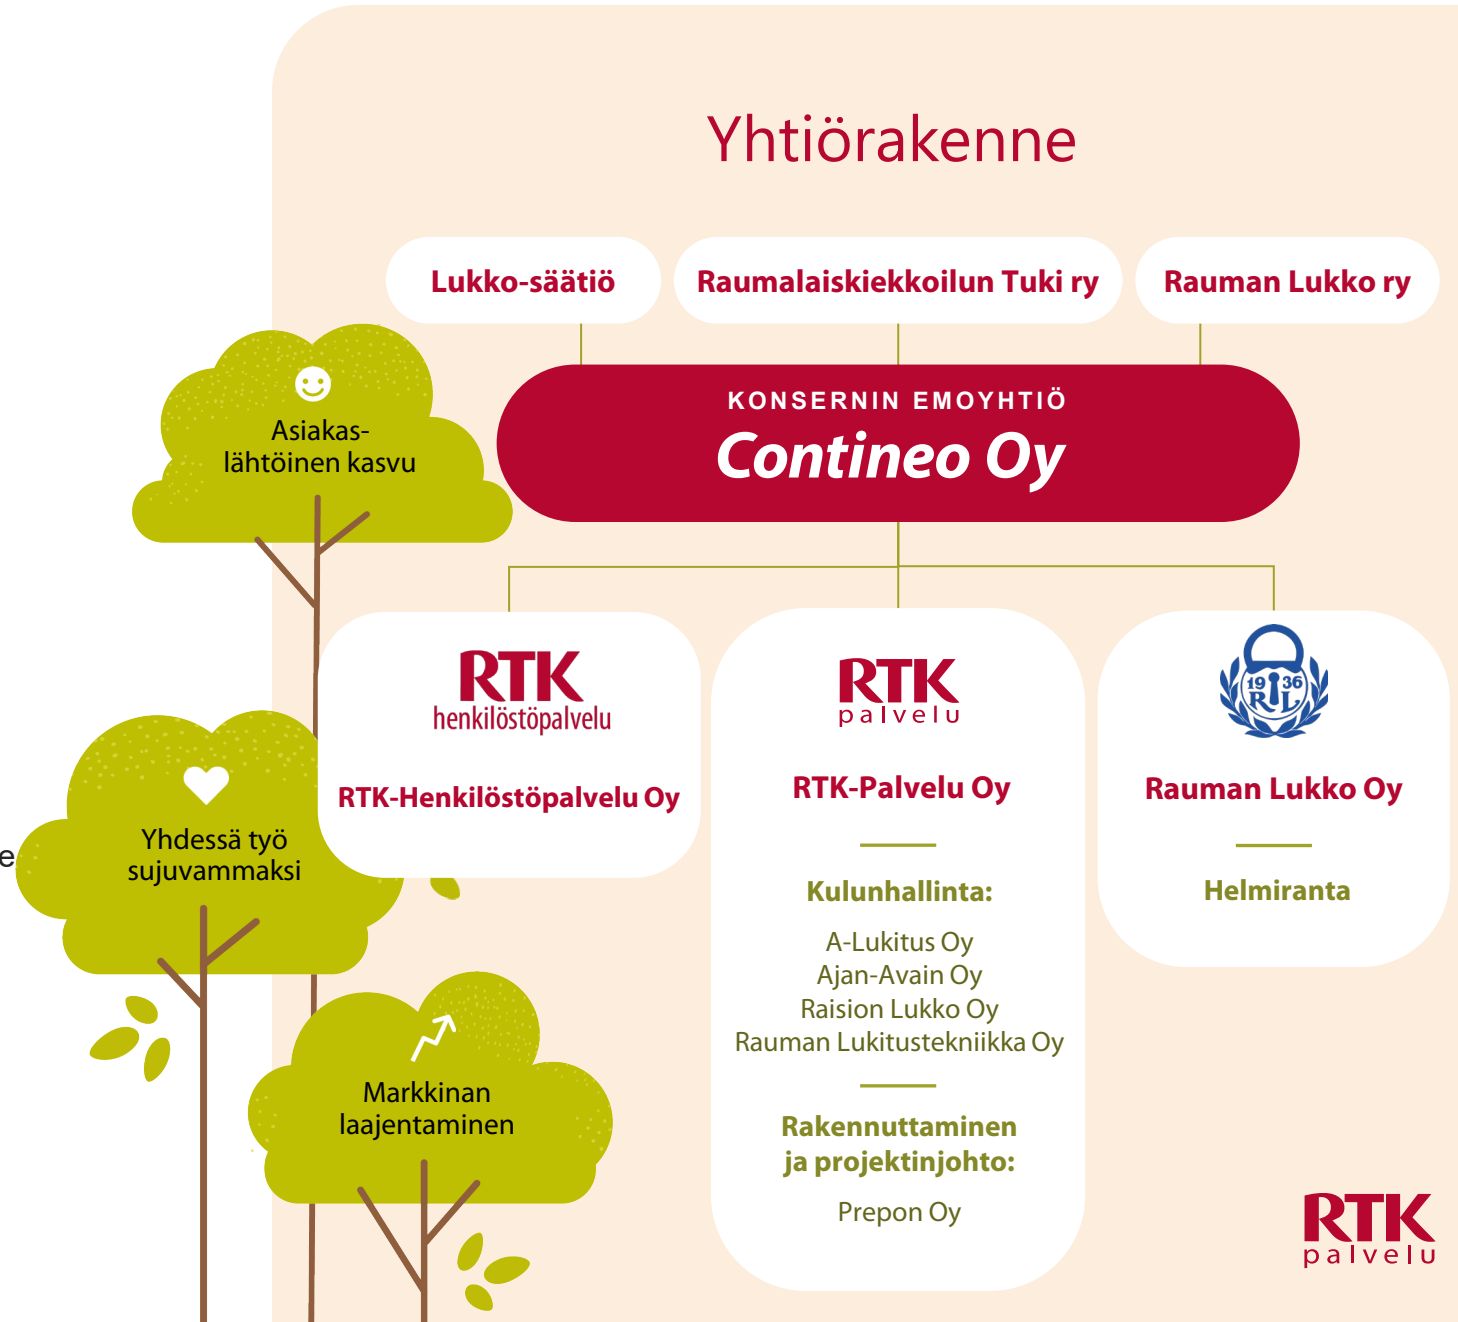 Yhtiörakenne
Lukko-säätiö
Raumalaiskiekkoilun Tuki ry
Rauman Lukko ry
KONSERNIN EMOYHTIÖ
Contineo Oy
Asiakas-
lähtöinen kasvu
Yhdessä työ
sujuvammaksi
e
Markkinan
laajentaminen
RTK
henkilöstöpalvelu
RTK-Henkilöstöpalvelu Oy
RTK
palvelu
RTK-Palvelu Oy
Kulunhallinta:
A-Lukitus Oy
Ajan-Avain Oy
Raision Lukko Oy
Rauman Lukitustekniikka Oy
Rakennuttaminen
ja projektinjohto:
Prepon Oy
19 36
R L
Rauman Lukko Oy
Helmiranta
RTK
palvelu